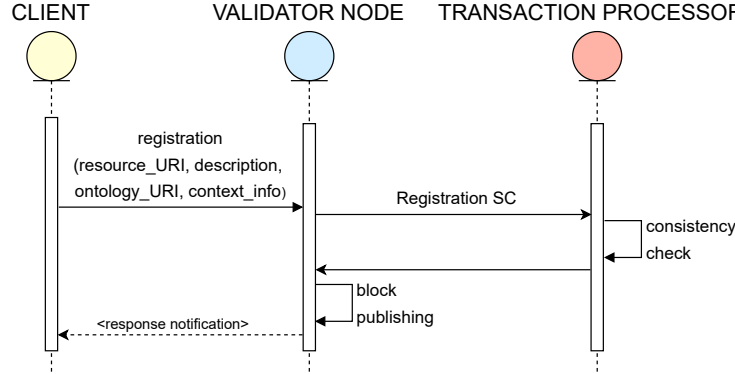 CLIENT
VALIDATOR NODE
TRANSACTION PROCESSOR
registration
(resource_URI, description,
ontology_URI, context_info)
Registration SC
consistency
check
block
publishing
<response notification>